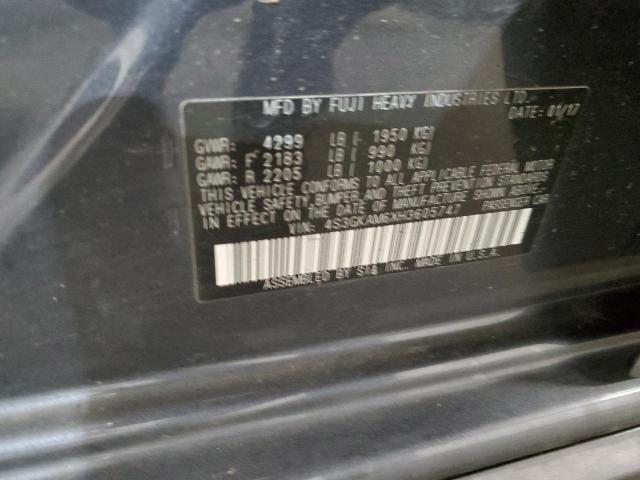 MFD BY FUJI HEAVY INDUSTRIES LTD.
DATE: 01/17
GVWR: 4299 LB ( 1950 KG)
GAWR: F 2183 LB ( 990 KG)
GAWR: R 2205 LB ( 1000 KG)
THIS VEHICLE CONFORMS TO ALL APPLICABLE FEDERAL MOTOR
VEHICLE SAFETY, BUMPER AND THEFT PREVENTION STANDARDS
IN EFFECT ON THE DATE OF MANUFACTURE SHOWN ABOVE.
VIN: 4S3GKAM6XH3605747 PASSENGER CAR
ASSEMBLED BY SIA INC. MADE IN U.S.A.